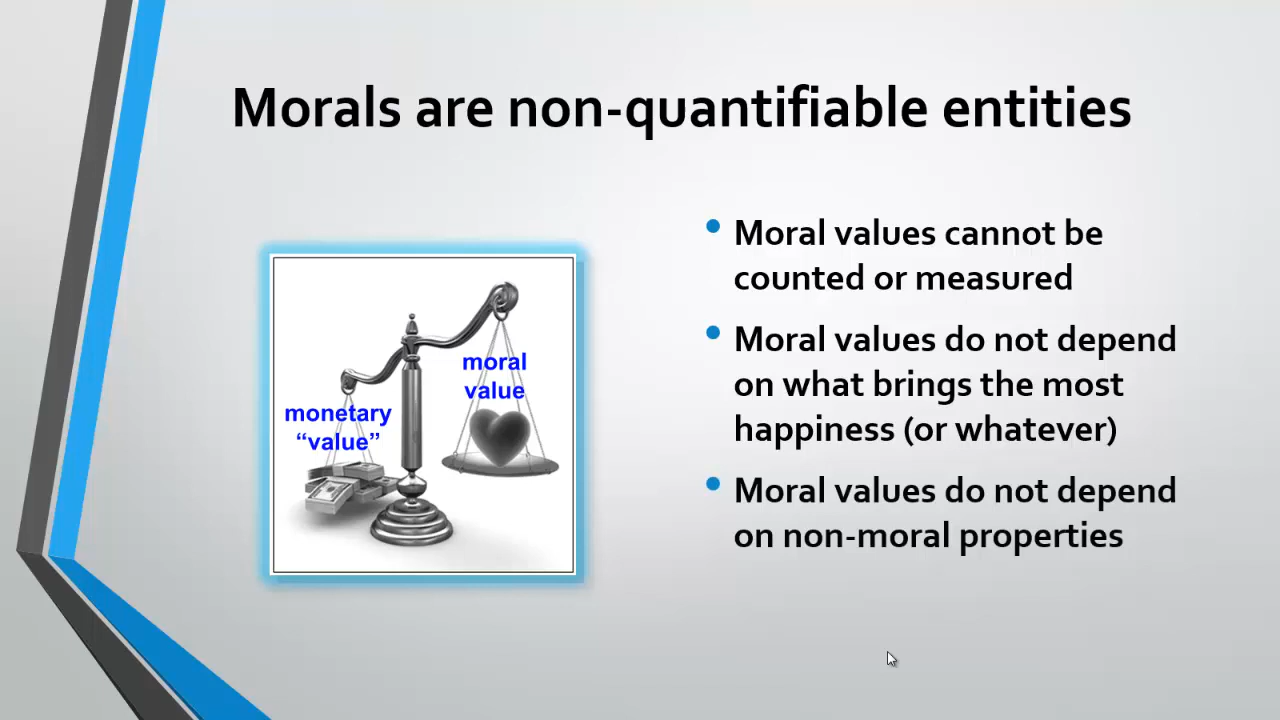 Morals are non-quantifiable entities
moral
value
monetary
“value”
• Moral values cannot be
counted or measured
• Moral values do not depend
on what brings the most
happiness (or whatever)
• Moral values do not depend
on non-moral properties